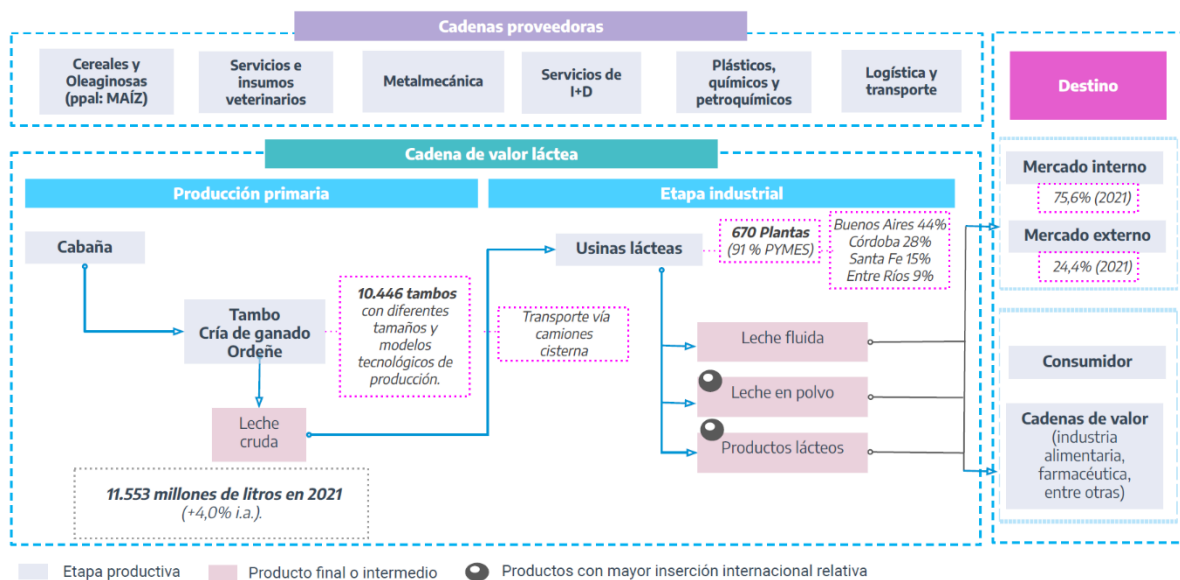 Cadenas proveedoras
Cereales y
Oleaginosas
(ppal: MAÍZ)
Servicios e
insumos
veterinarios
Metalmecánica
Servicios de
I+D
Plásticos,
químicos y
petroquímicos
Logística y
transporte
Destino
Cadena de valor láctea
Producción primaria
Etapa industrial
Cabaña
Tambo
Cría de ganado
Ordeñe
10.446 tambos
con diferentes
tamaños y
modelos
tecnológicos de
producción.
Leche
cruda
11.553 millones de litros en 2021
(+4,0% i.a.).
Transporte vía
camiones
cisterna
Usinas lácteas
670 Plantas
(91 % PYMES)
Buenos Aires 44%
Córdoba 28%
Santa Fe 15%
Entre Ríos 9%
Leche fluida
Leche en polvo
Productos lácteos
Mercado interno
75,6% (2021)
Mercado externo
24,4% (2021)
Consumidor
Cadenas de valor
(industria
alimentaria,
farmacéutica,
entre otras)
Etapa productiva
Producto final o intermedio
Productos con mayor inserción internacional relativa